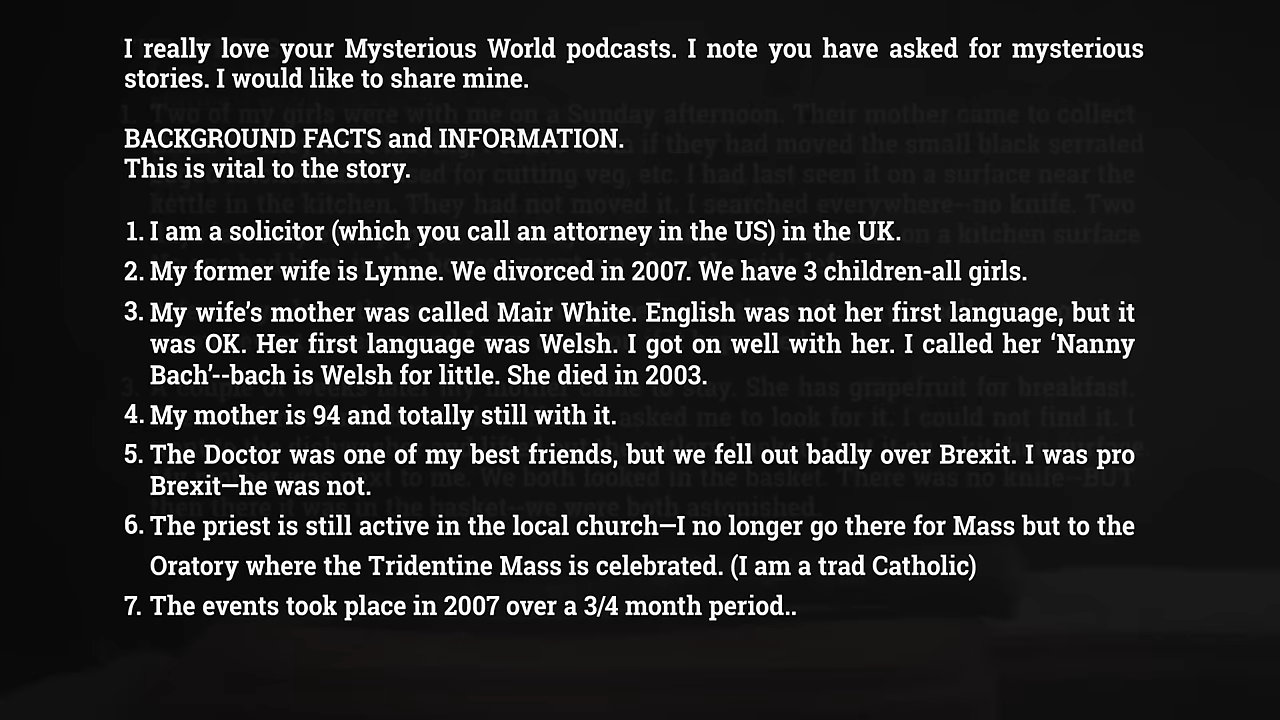 I really love your Mysterious World podcasts. I note you have asked for mysterious
stories. I would like to share mine.
BACKGROUND FACTS and INFORMATION.
This is vital to the story.
1. I am a solicitor (which you call an attorney in the US) in the UK.
2. My former wife is Lynne. We divorced in 2007. We have 3 children-all girls.
3. My wife's mother was called Mair White. English was not her first language, but it
was OK. Her first language was Welsh. I got on well with her. I called her ‘Nanny
Bach’--bach is Welsh for little. She died in 2003.
4. My mother is 94 and totally still with it.
5. The Doctor was one of my best friends, but we fell out badly over Brexit. I was pro
Brexit—he was not.
6. The priest is still active in the local church—I no longer go there for Mass but to the
Oratory where the Tridentine Mass is celebrated. (I am a trad Catholic)
7. The events took place in 2007 over a 3/4 month period..